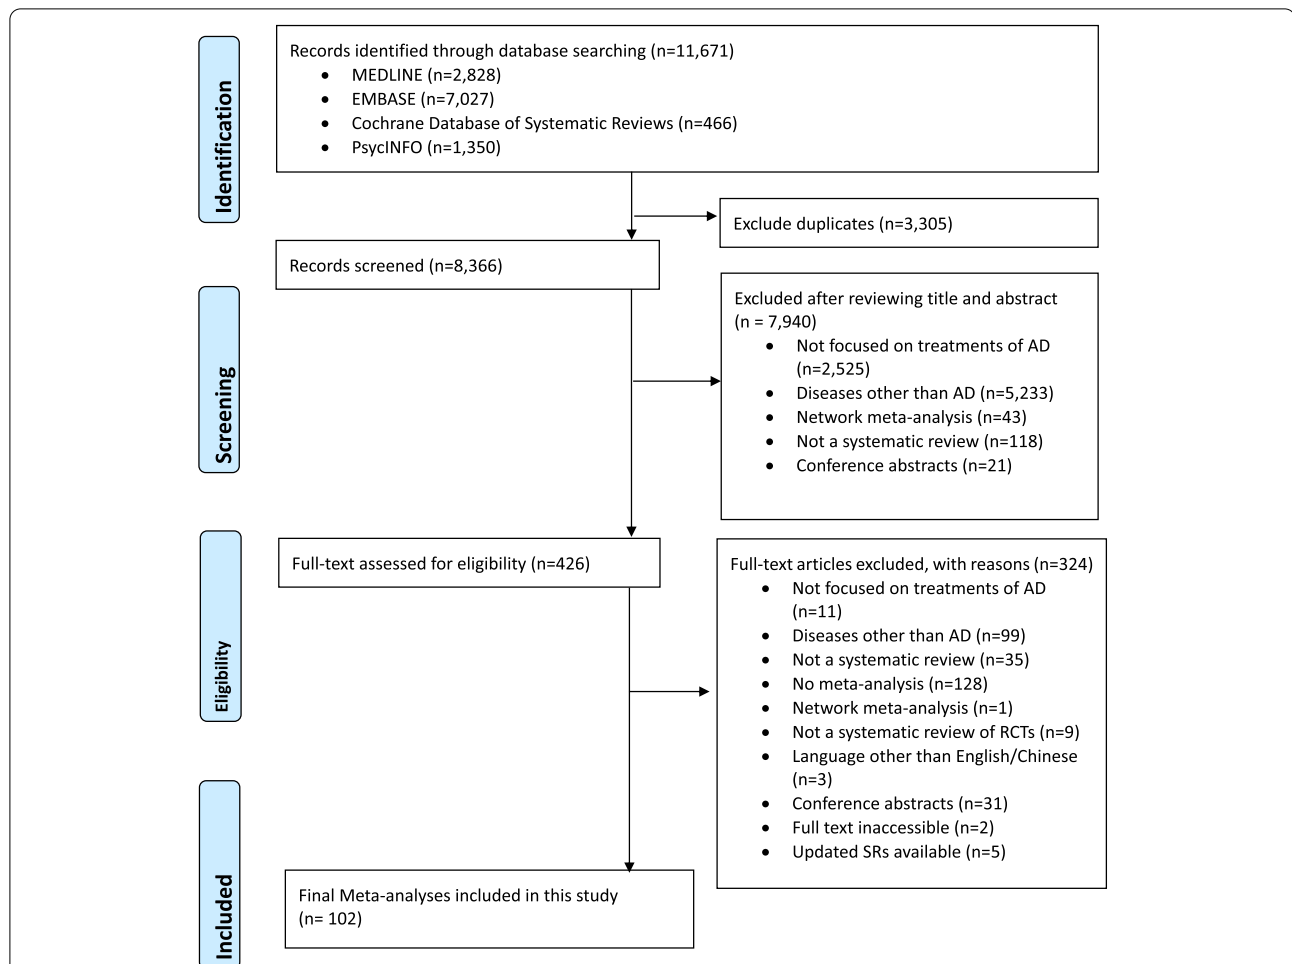 Identification
Records identified through database searching (n=11,671)
• MEDLINE (n=2,828)
• EMBASE (n=7,027)
• Cochrane Database of Systematic Reviews (n=466)
• PsycINFO (n=1,350)
Exclude duplicates (n=3,305)
Records screened (n=8,366)
Screening
Excluded after reviewing title and abstract
(n = 7,940)
• Not focused on treatments of AD
(n=2,525)
• Diseases other than AD (n=5,233)
• Network meta-analysis (n=43)
• Not a systematic review (n=118)
• Conference abstracts (n=21)
Eligibility
Full-text assessed for eligibility (n=426)
Full-text articles excluded, with reasons (n=324)
• Not focused on treatments of AD
(n=11)
• Diseases other than AD (n=99)
• Not a systematic review (n=35)
• No meta-analysis (n=128)
• Network meta-analysis (n=1)
• Not a systematic review of RCTs (n=9)
• Language other than English/Chinese
(n=3)
• Conference abstracts (n=31)
• Full text inaccessible (n=2)
• Updated SRs available (n=5)
Included
Final Meta-analyses included in this study
(n= 102)